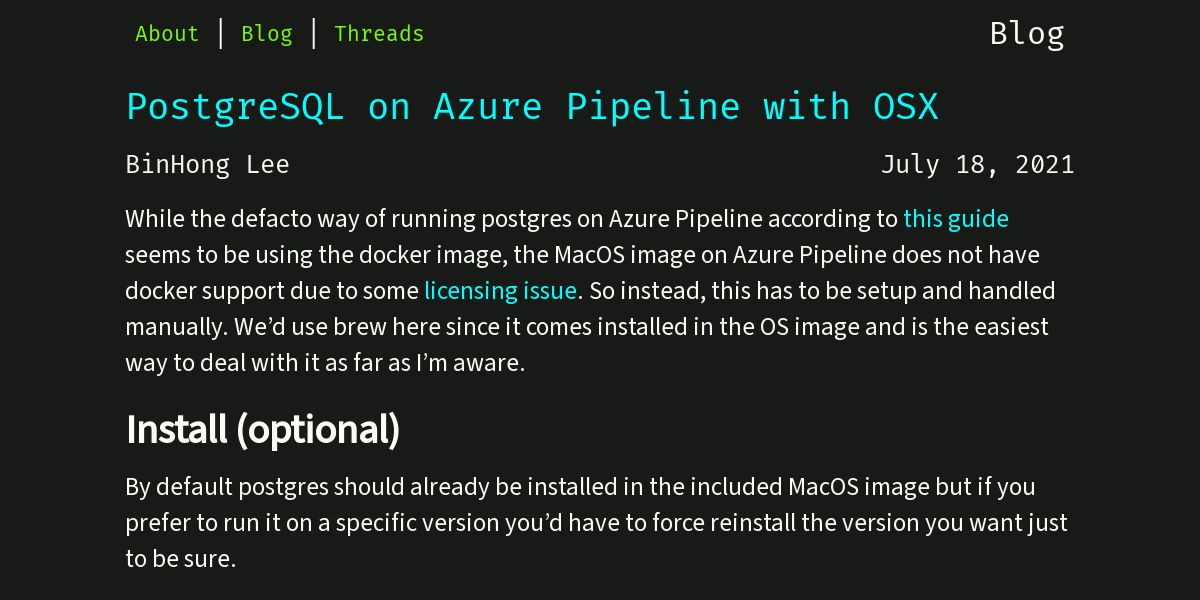 About | Blog | Threads Blog
PostgreSQL on Azure Pipeline with OSX
BinHong Lee July 18, 2021
While the defacto way of running postgres on Azure Pipeline according to this guide
seems to be using the docker image, the MacOS image on Azure Pipeline does not have
docker support due to some licensing issue. So instead, this has to be setup and handled
manually. We’d use brew here since it comes installed in the OS image and is the easiest
way to deal with it as far as I’m aware.
Install (optional)
By default postgres should already be installed in the included MacOS image but if you
prefer to run it on a specific version you’d have to force reinstall the version you want just
to be sure.